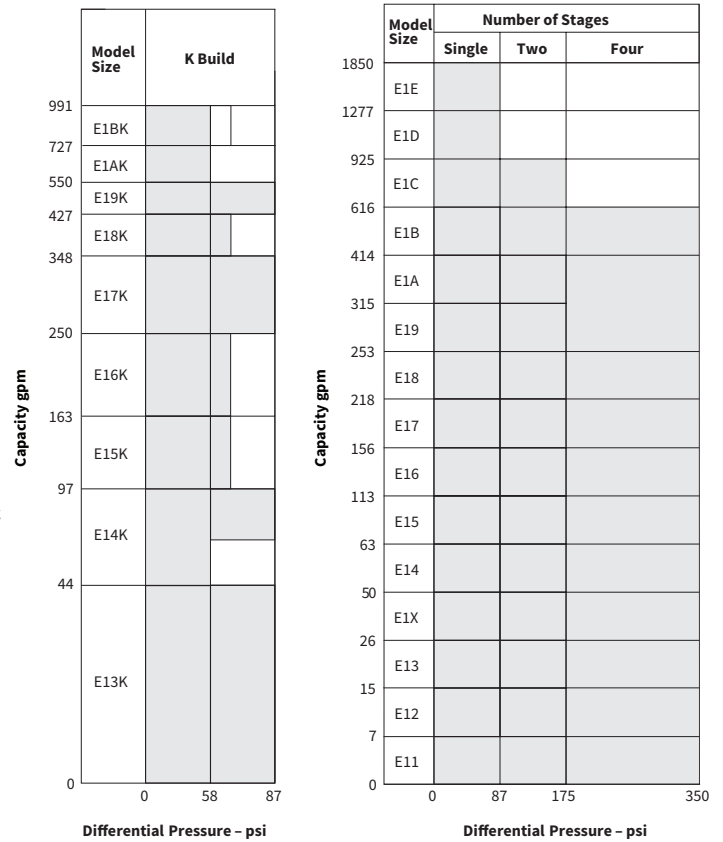 Model
Size
K Build
991
E1BK
727
E1AK
550
E19K
427
E18K
348
E17K
250
E16K
163
E15K
97
E14K
44
E13K
0
0 58 87
Capacity gpm
Differential Pressure – psi
Model
Size
Number of Stages
Single Two Four
1850
E1E
1277
E1D
925
E1C
616
E1B
414
E1A
315
E19
253
E18
218
E17
156
E16
113
E15
63
E14
50
E1X
26
E13
15
E12
7
E11
0
0 87 175 350
Capacity gpm
Differential Pressure – psi